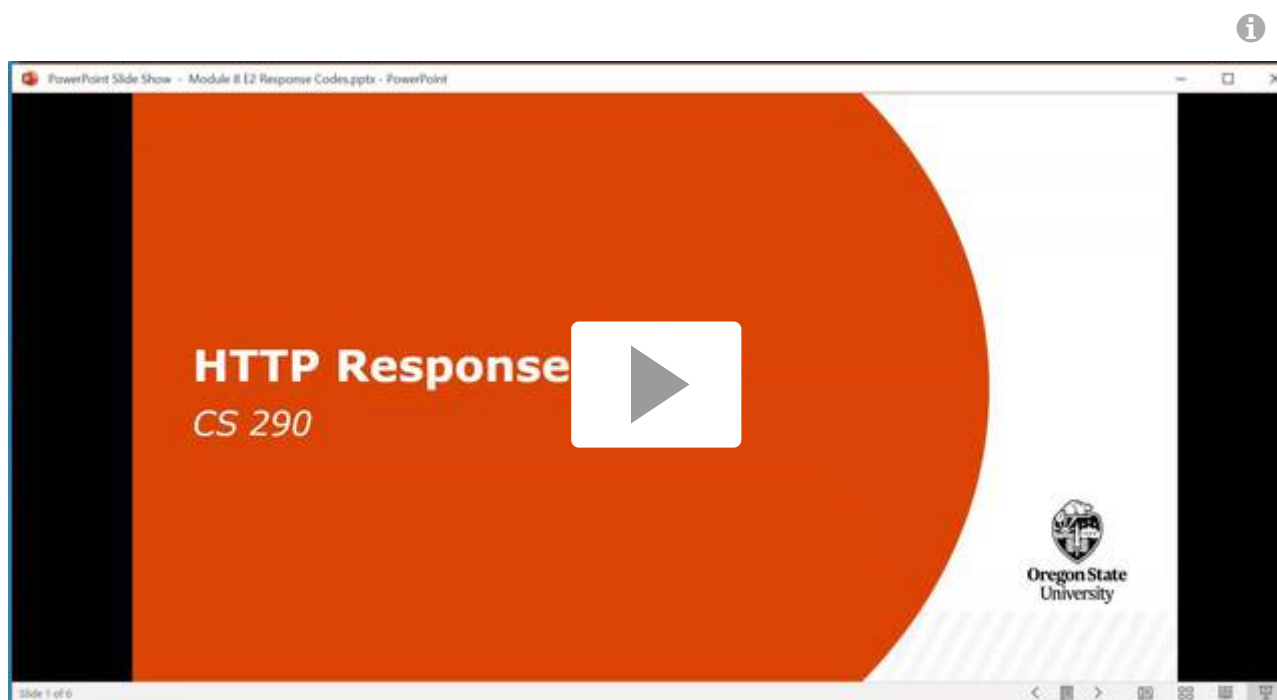 PowerPoint Slide Show - Module 8 E2 Response Codes.pptx - PowerPoint
HTTP Response
CS 290
Oregon State
University
Slide 1 of 6